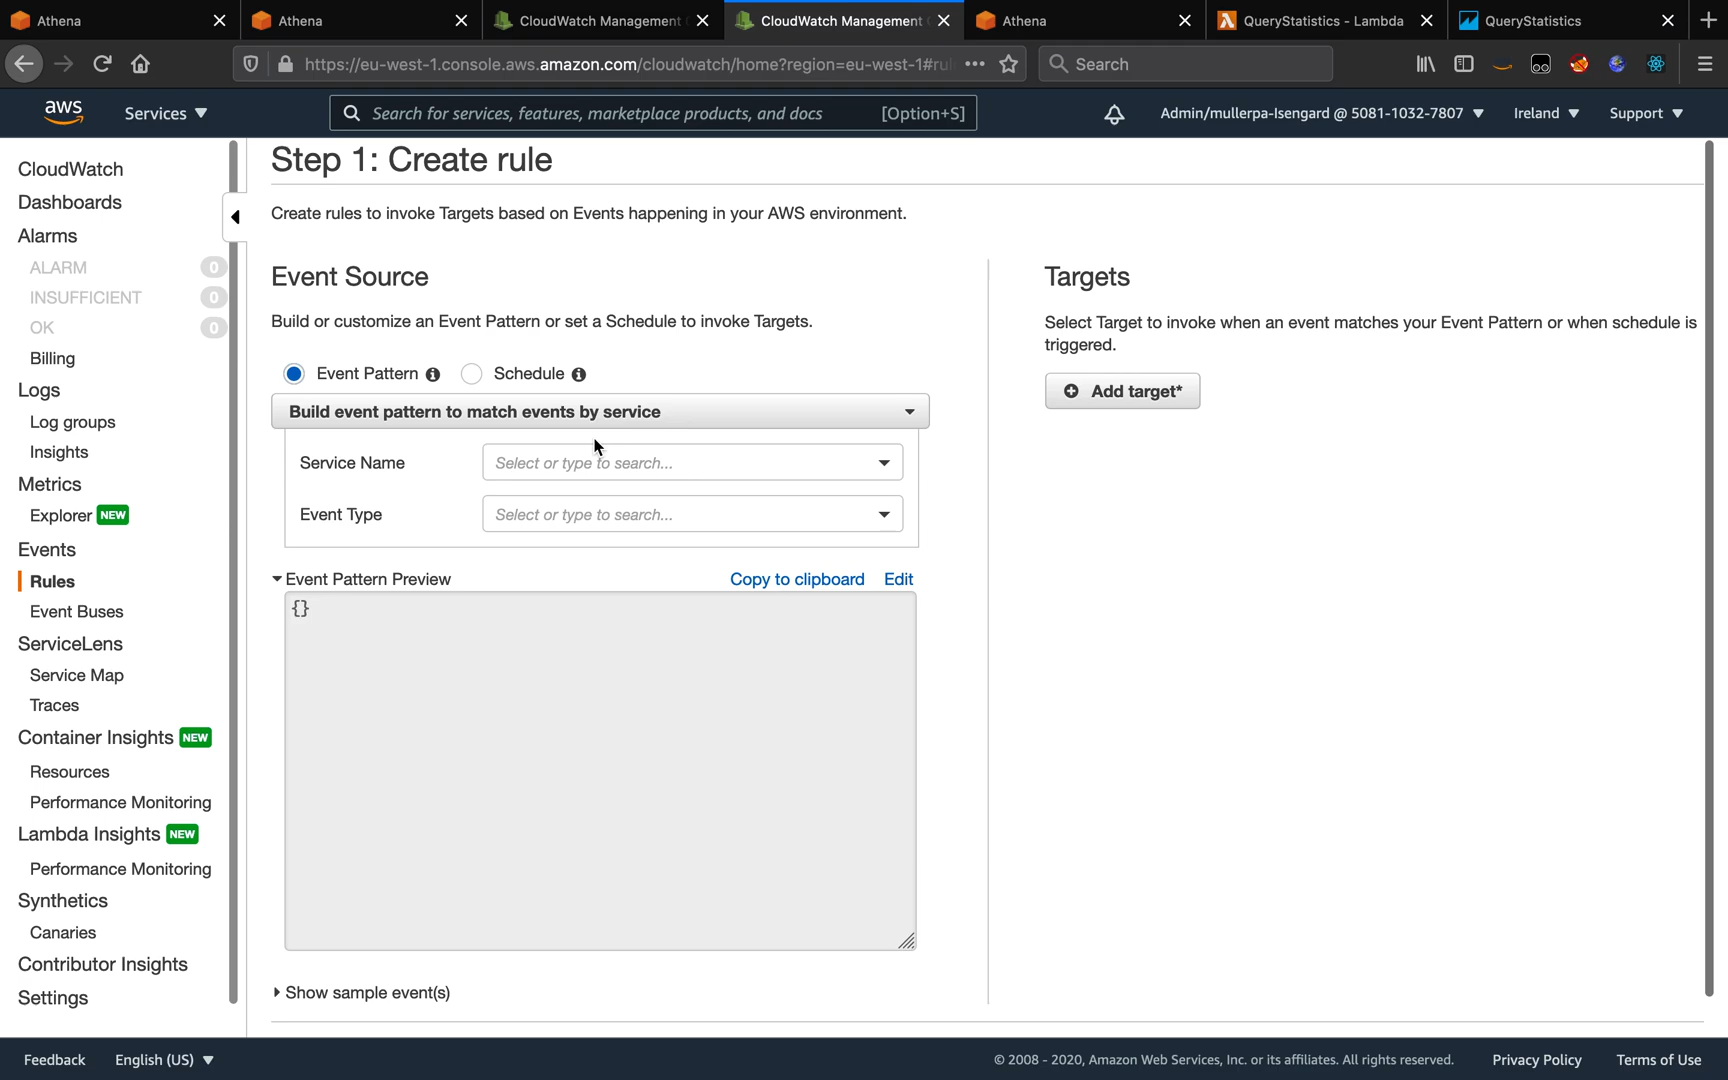 Athena
Athena
CloudWatch Management
CloudWatch Management
Athena
QueryStatistics - Lambda
QueryStatistics
https://eu-west-1.console.aws.amazon.com/cloudwatch/home?region=eu-west-1#rul
Search
aws
Services
Search for services, features, marketplace products, and docs
[Option+S]
Admin/mullerpa-Isengard @ 5081-1032-7807
Ireland
Support
CloudWatch
Dashboards
Alarms
ALARM 0
INSUFFICIENT 0
OK 0
Billing
Logs
Log groups
Insights
Metrics
Explorer NEW
Events
Rules
Event Buses
ServiceLens
Service Map
Traces
Container Insights NEW
Resources
Performance Monitoring
Lambda Insights NEW
Performance Monitoring
Synthetics
Canaries
Contributor Insights
Settings
Step 1: Create rule
Create rules to invoke Targets based on Events happening in your AWS environment.
Event Source
Build or customize an Event Pattern or set a Schedule to invoke Targets.
Event Pattern
Schedule
Build event pattern to match events by service
Service Name
Select or type to search...
Event Type
Select or type to search...
Event Pattern Preview
Copy to clipboard
Edit
{}
Show sample event(s)
Targets
Select Target to invoke when an event matches your Event Pattern or when schedule is
triggered.
Add target*
Feedback
English (US)
© 2008 - 2020, Amazon Web Services, Inc. or its affiliates. All rights reserved.
Privacy Policy
Terms of Use